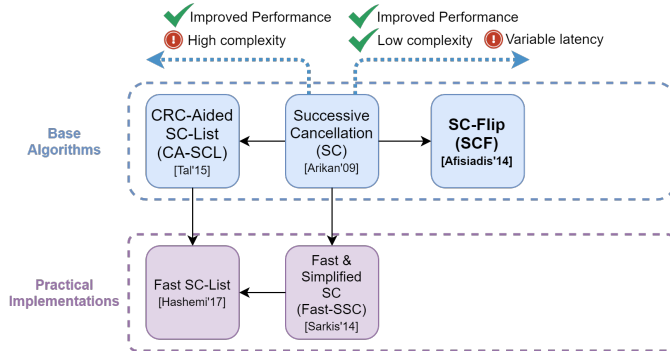 Improved Performance
High complexity
Improved Performance
Low complexity
Variable latency
Base
Algorithms
CRC-Aided
SC-List
(CA-SCL)
[Tal'15]
Successive
Cancellation
(SC)
[Arikan'09]
SC-Flip
(SCF)
[Afisiadis'14]
Practical
Implementations
Fast SC-List
[Hashemi'17]
Fast &
Simplified
SC
(Fast-SSC)
[Sarkis'14]